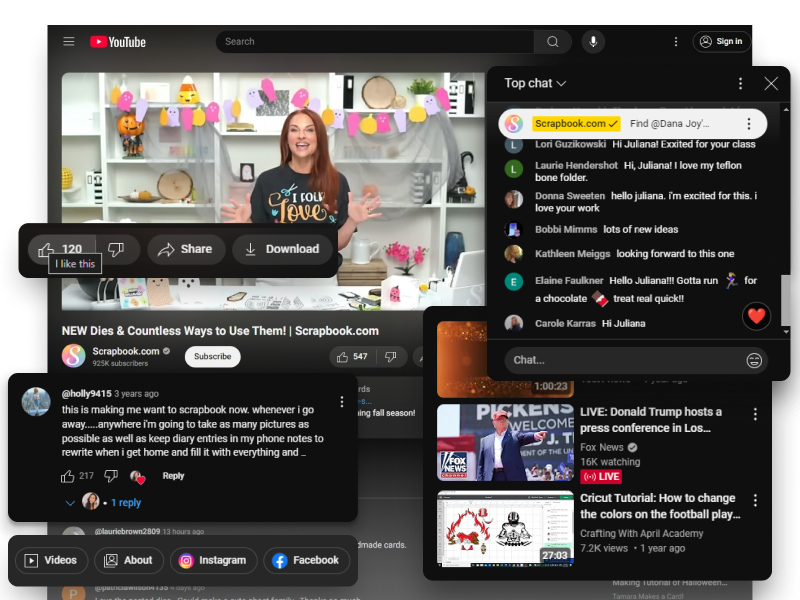 YouTube
Search
Sign in
Top chat
Scrapbook.com Find @Dana Joy'...
Lori Guzikowski Hi Juliana! Exxited for your class
Laurie Hendershot Hi, Juliana! I love my teflon
bone folder.
Donna Sweeten hello juliana. i'm excited for this. i
love your work
Bobbi Mimms lots of new ideas
Kathleen Meiggs looking forward to this one
Elaine Faulkner Hello Juliana!!! Gotta run for
a chocolate treat real quick!!
Carole Karras Hi Juliana
Chat...
I FOLK
Love
120
Share
Download
I like this
NEW Dies & Countless Ways to Use Them! | Scrapbook.com
Scrapbook.com
925K subscribers
Subscribe
547
ing fall season!
@holly9415 3 years ago
this is making me want to scrapbook now. whenever i go
away.....anywhere i'm going to take as many pictures as
possible as well as keep diary entries in my phone notes to
rewrite when i get home and fill it with everything and ..
217
Reply
1 reply
@lauriebrown2809 13 hours ago
dmade cards.
Videos
About
Instagram
Facebook
1:00:23
PICKENS
WELCOME
FOX
NEWS
LIVE: Donald Trump hosts a
press conference in Los...
Fox News
16K watching
LIVE
27:03
Cricut Tutorial: How to change
the colors on the football play...
Crafting With April Academy
7.2K views • 1 year ago
Making Tutorial of Halloween...
Tamara Makes a Card!